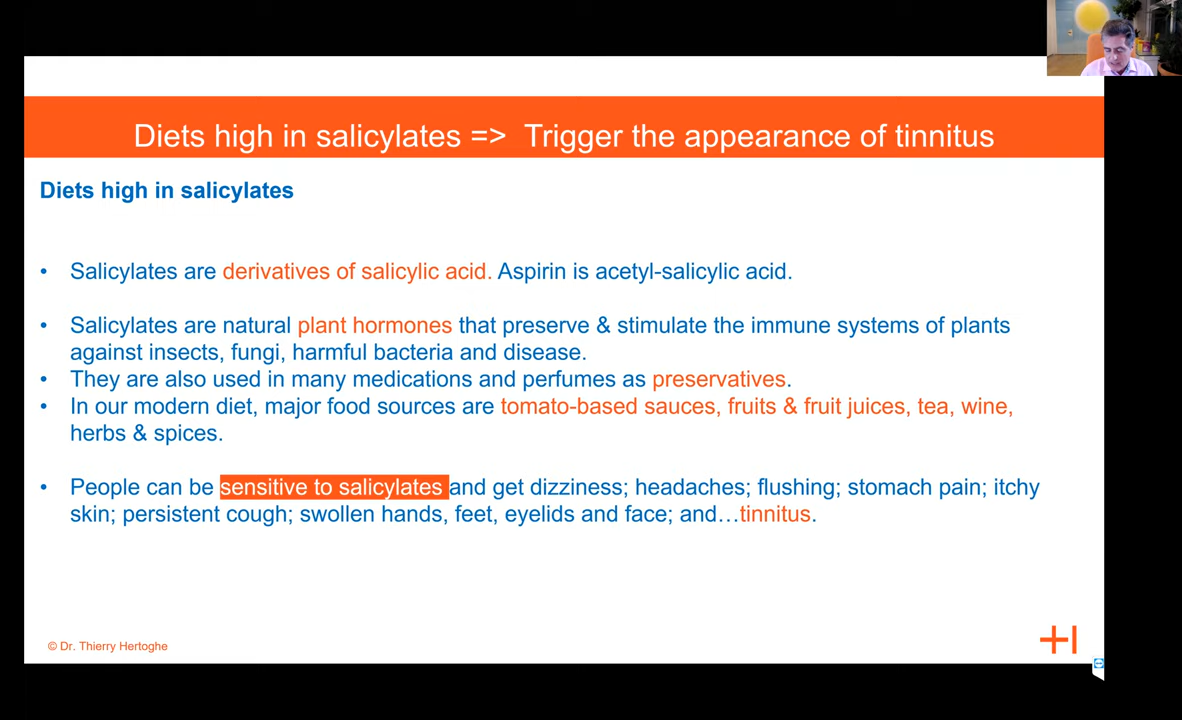 Diets high in salicylates => Trigger the appearance of tinnitus
Diets high in salicylates
• Salicylates are derivatives of salicylic acid. Aspirin is acetyl-salicylic acid.
• Salicylates are natural plant hormones that preserve & stimulate the immune systems of plants
against insects, fungi, harmful bacteria and disease.
• They are also used in many medications and perfumes as preservatives.
• In our modern diet, major food sources are tomato-based sauces, fruits & fruit juices, tea, wine,
herbs & spices.
• People can be sensitive to salicylates and get dizziness; headaches; flushing; stomach pain; itchy
skin; persistent cough; swollen hands, feet, eyelids and face; and…tinnitus.
© Dr. Thierry Hertoghe